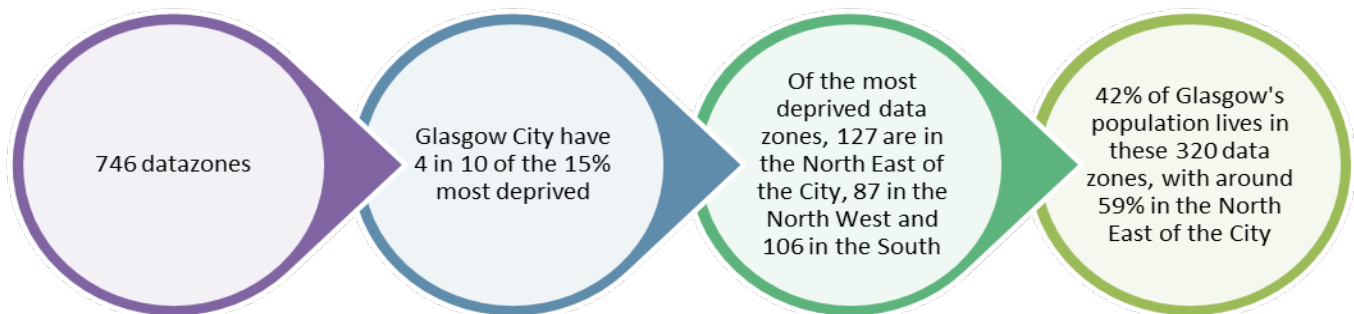 746 datazones
Glasgow City have
4 in 10 of the 15%
most deprived
Of the most
deprived data
zones, 127 are in
the North East of
the City, 87 in the
North West and
106 in the South
42% of Glasgow's
population lives in
these 320 data
zones, with around
59% in the North
East of the City